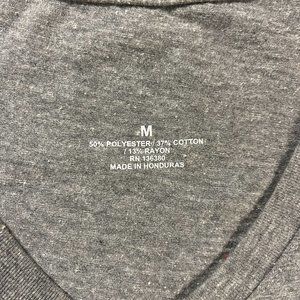 M
50% POLYESTER / 37% COTTON
/ 13% RAYON
RN 136380
MADE IN HONDURAS